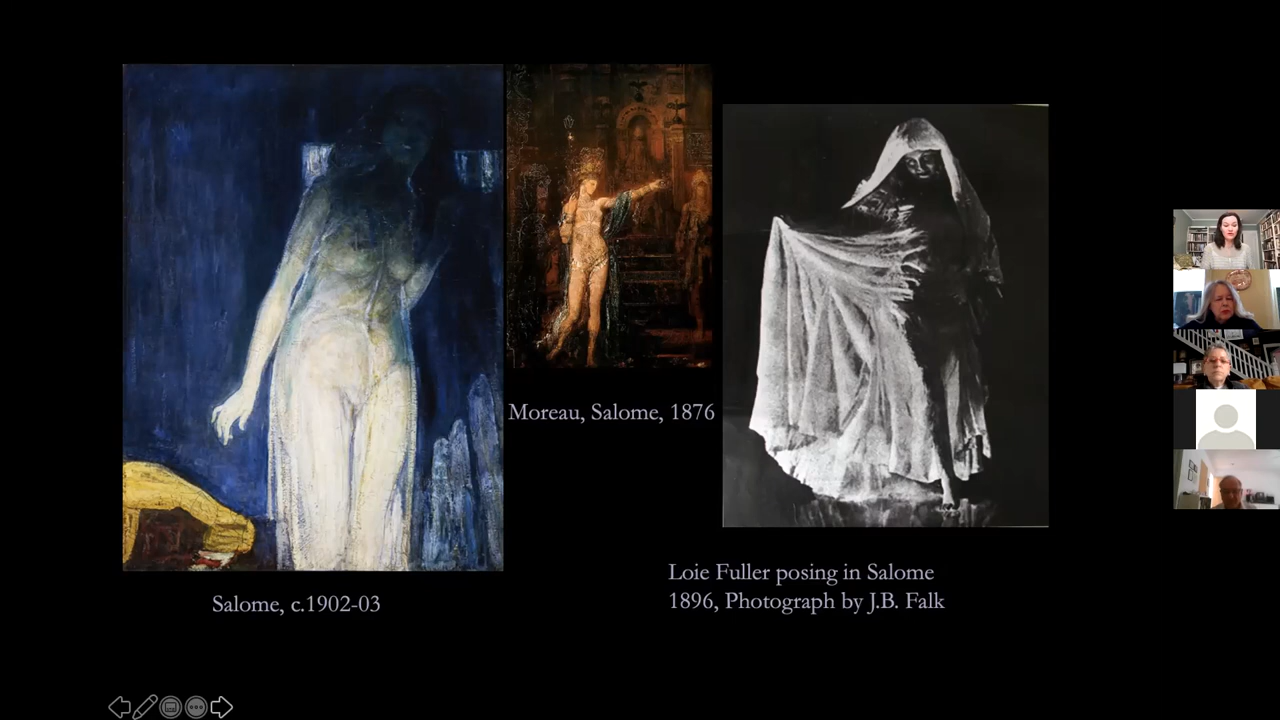 Moreau, Salome, 1876
Loie Fuller posing in Salome
1896, Photograph by J.B. Falk
Salome, c.1902-03